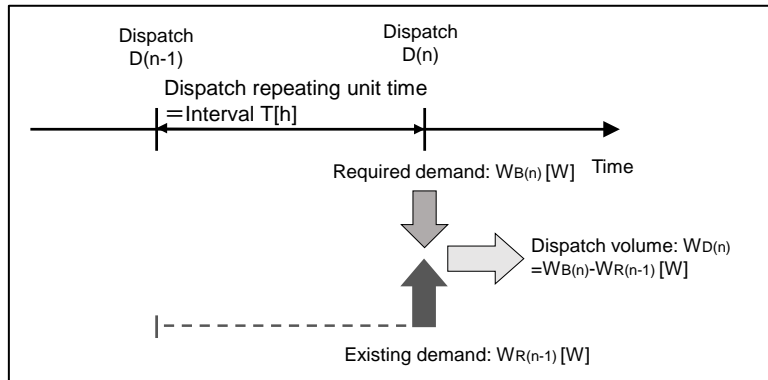 Dispatch
D(n-1)
Dispatch
D(n)
Dispatch repeating unit time
＝Interval T[h]
Required demand: WB(n) [W]
Time
Dispatch volume: WD(n)
=WB(n)-WR(n-1) [W]
Existing demand: WR(n-1) [W]